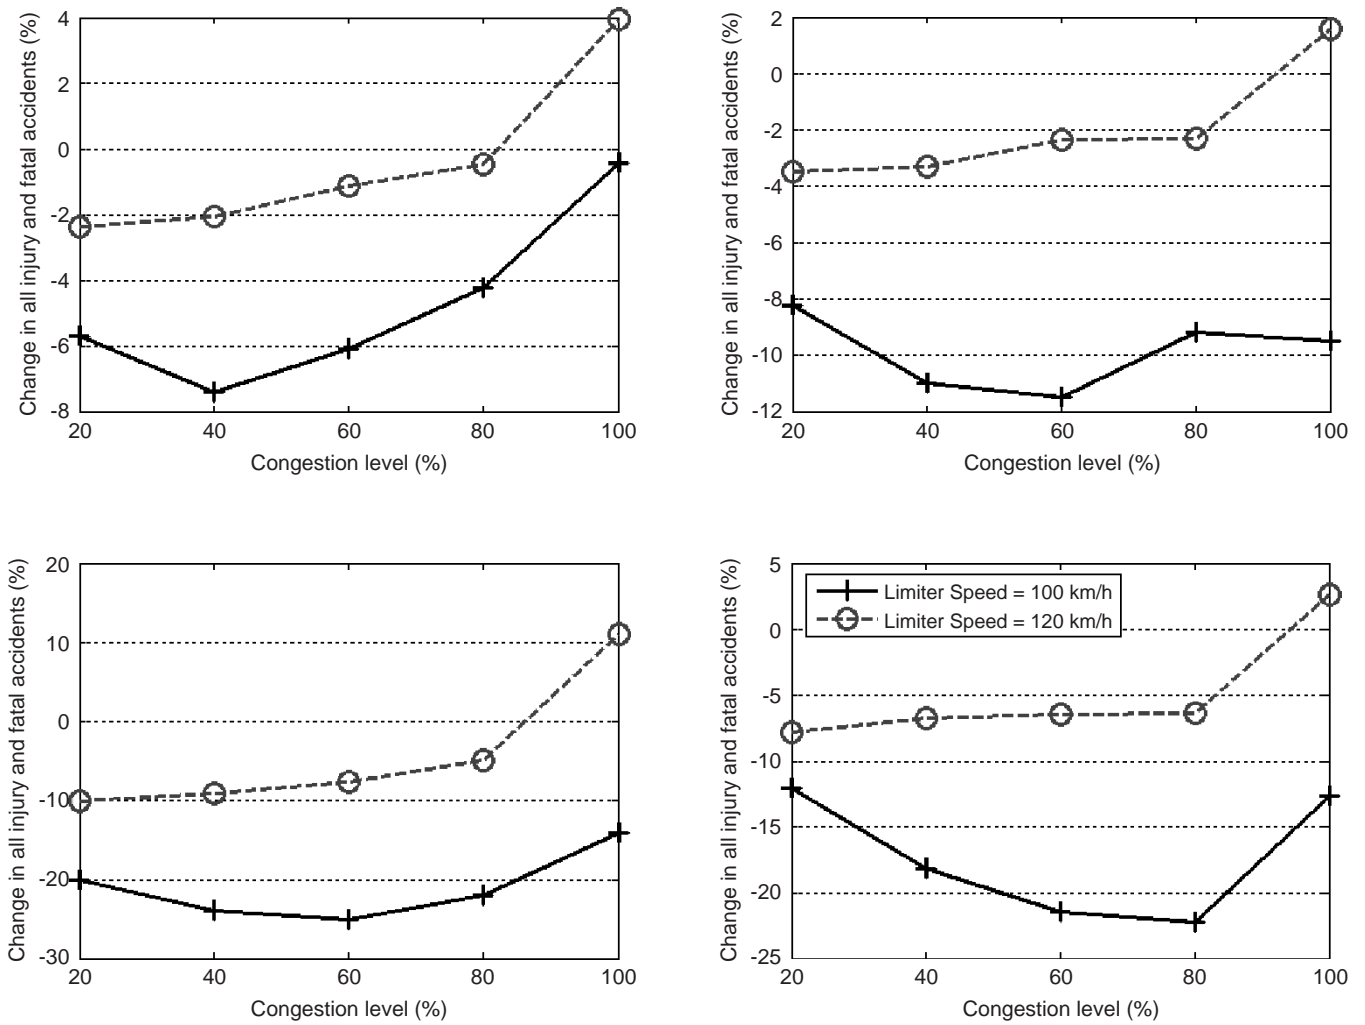 Change in all injury and fatal accidents (%)
4
2
0
-2
-4
-6
-8
20 40 60 80 100
Congestion level (%)
Change in all injury and fatal accidents (%)
2
0
-2
-4
-6
-8
-10
-12
20 40 60 80 100
Congestion level (%)
Change in all injury and fatal accidents (%)
20
10
0
-10
-20
-30
20 40 60 80 100
Congestion level (%)
Change in all injury and fatal accidents (%)
5
0
-5
-10
-15
-20
-25
Limiter Speed = 100 km/h
Limiter Speed = 120 km/h
20 40 60 80 100
Congestion level (%)